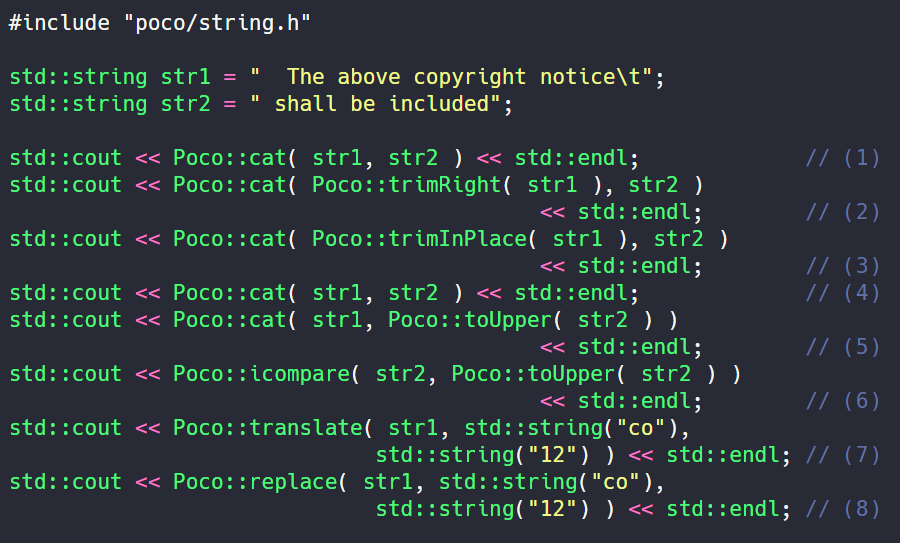 #include "poco/string.h"

std::string str1 = "  The above copyright notice\t";
std::string str2 = " shall be included";

std::cout << Poco::cat( str1, str2 ) << std::endl;             // (1)
std::cout << Poco::cat( Poco::trimRight( str1 ), str2 )
                                          << std::endl;        // (2)
std::cout << Poco::cat( Poco::trimInPlace( str1 ), str2 )
                                          << std::endl;        // (3)
std::cout << Poco::cat( str1, str2 ) << std::endl;             // (4)
std::cout << Poco::cat( str1, Poco::toUpper( str2 ) )
                                          << std::endl;        // (5)
std::cout << Poco::icompare( str2, Poco::toUpper( str2 ) )
                                          << std::endl;        // (6)
std::cout << Poco::translate( str1, std::string("co"),
                             std::string("12") ) << std::endl; // (7)
std::cout << Poco::replace( str1, std::string("co"),
                             std::string("12") ) << std::endl; // (8)